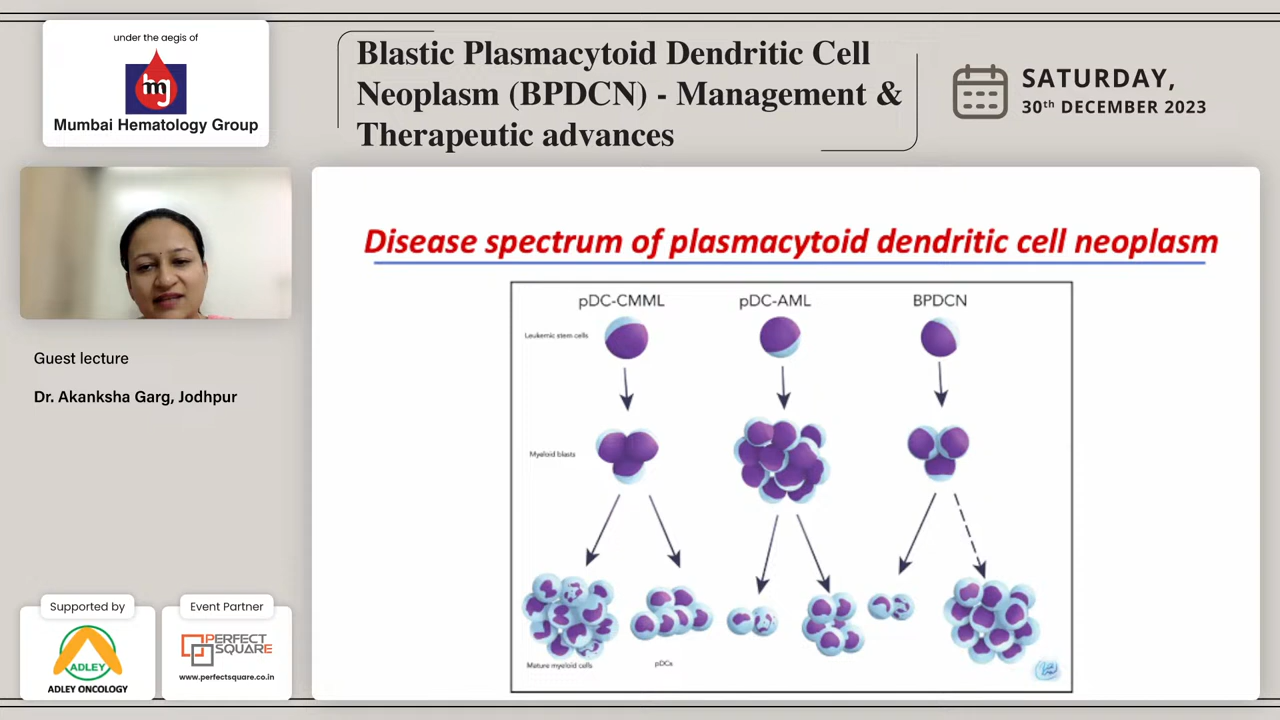 under the aegis of
hg
Mumbai Hematology Group
Blastic Plasmacytoid Dendritic Cell
Neoplasm (BPDCN) - Management &
Therapeutic advances
SATURDAY,
30th DECEMBER 2023
Guest lecture
Dr. Akanksha Garg, Jodhpur
Supported by
ADLEY
ADLEY ONCOLOGY
Event Partner
PERFECT
SQUARE
www.perfectsquare.co.in
Disease spectrum of plasmacytoid dendritic cell neoplasm
pDC-CMML pDC-AML BPDCN
Leukemic stem cells
Myeloid blasts
Mature myeloid cells pDCs